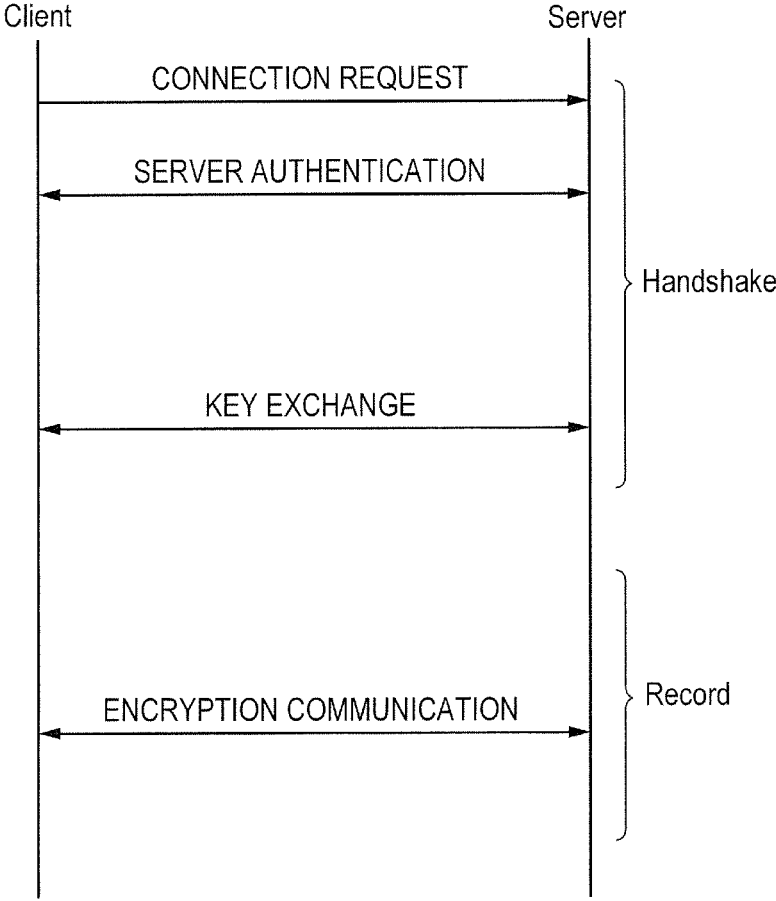 Client
Server
CONNECTION REQUEST
SERVER AUTHENTICATION
Handshake
KEY EXCHANGE
Record
ENCRYPTION COMMUNICATION